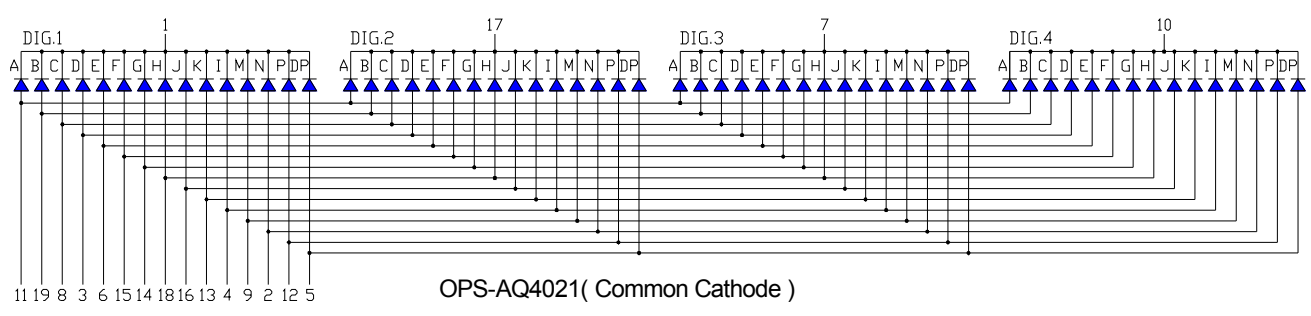 1 17 7 10
DIG.1 DIG.2 DIG.3 DIG.4
A B C D E F G H J K I M N P DP A B C D E F G H J K I M N P DP A B C D E F G H J K I M N P DP A B C D E F G H J K I M N P DP
11 19 8 3 6 15 14 18 16 13 4 9 2 12 5
OPS-AQ4021( Common Cathode )